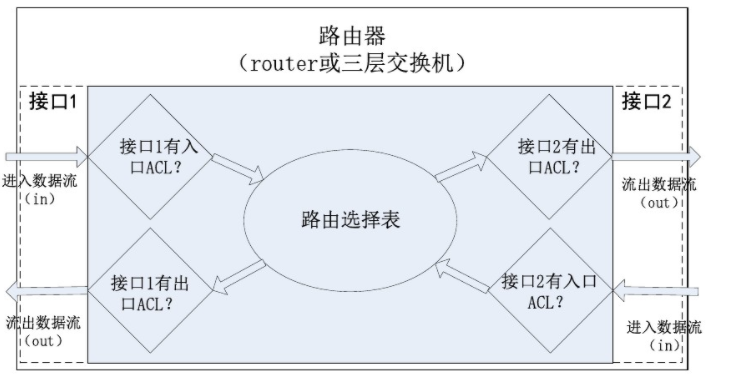 路由器
（router或三层交换机）
接口1
接口2
接口1有入
口ACL？
接口2有出
口ACL？
进入数据流
（in）
流出数据流
（out）
路由选择表
接口1有出
口ACL？
接口2有入口
ACL？
流出数据流
（out）
进入数据流
（in）